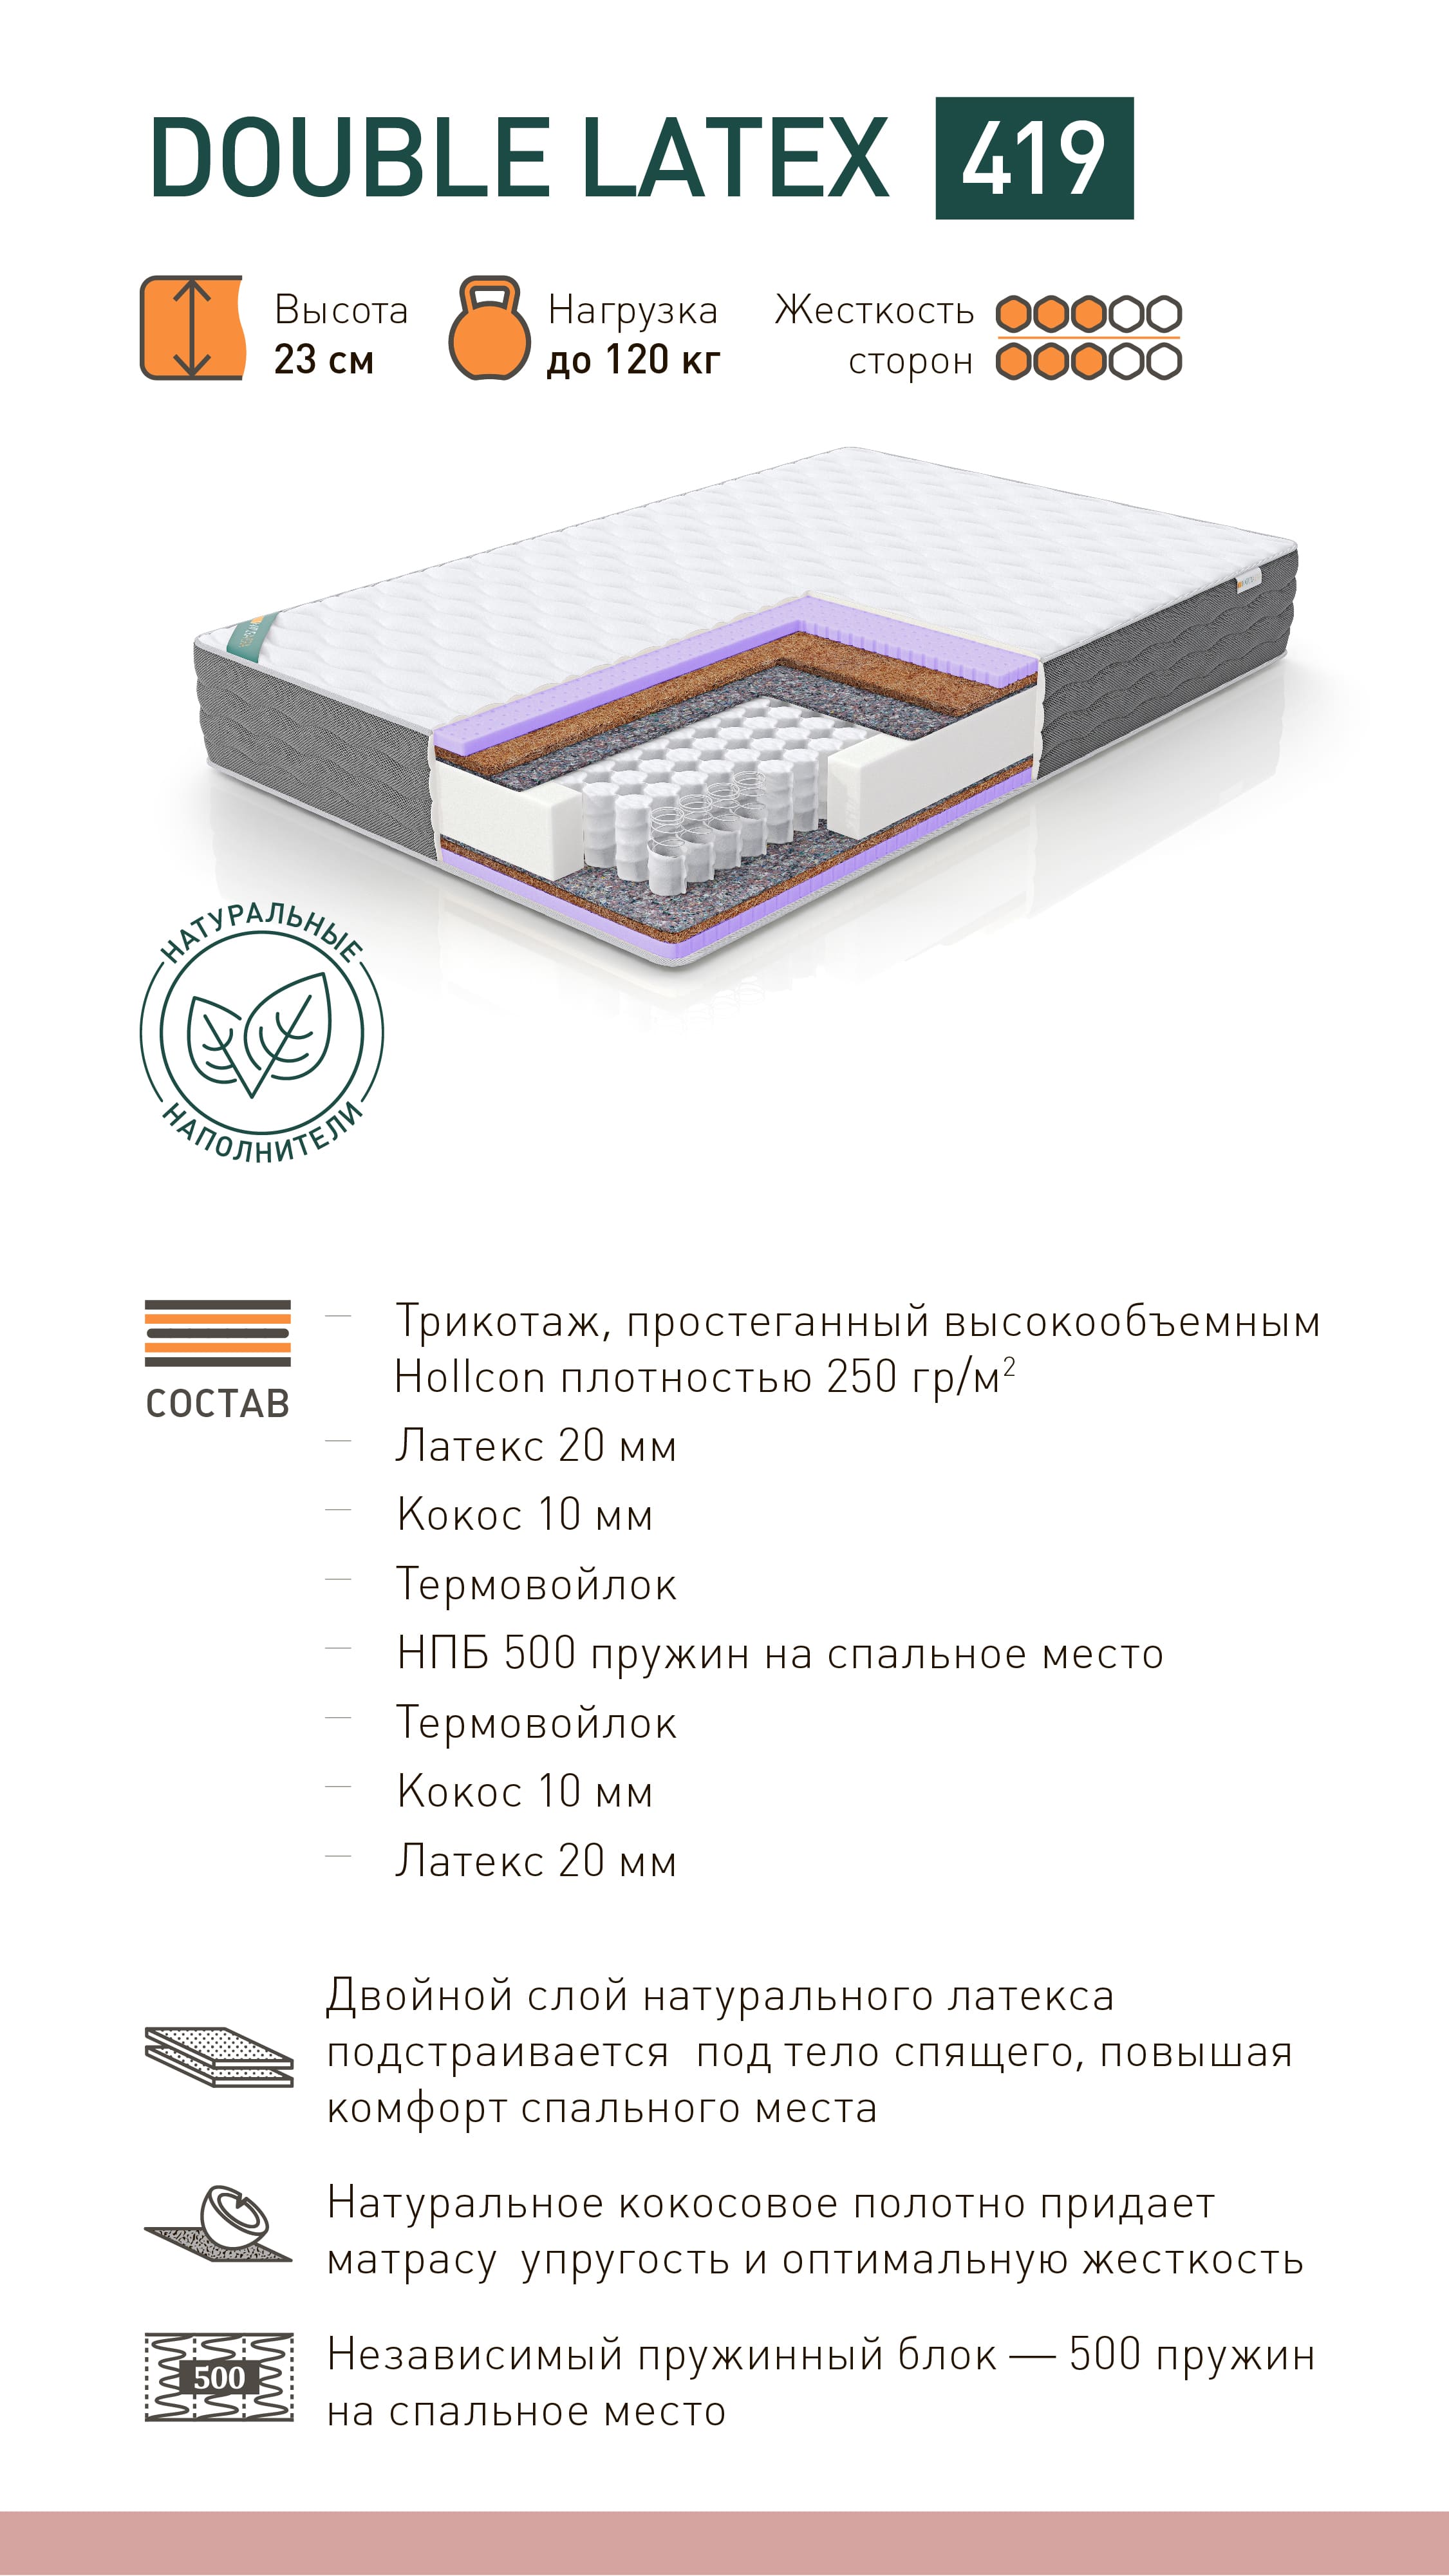 DOUBLE LATEX 419
Высота
23 см
Нагрузка
до 120 кг
Жесткость
сторон
НАТУРАЛЬНЫЕ
НАПОЛНИТЕЛИ
СОСТАВ
— Трикотаж, простеганный высокообъемным
Hollcon плотностью 250 гр/м²
— Латекс 20 мм
— Кокос 10 мм
— Термовойлок
— НПБ 500 пружин на спальное место
— Термовойлок
— Кокос 10 мм
— Латекс 20 мм
Двойной слой натурального латекса
подстраивается под тело спящего, повышая
комфорт спального места
Натуральное кокосовое полотно придает
матрасу упругость и оптимальную жесткость
500
Независимый пружинный блок — 500 пружин
на спальное место